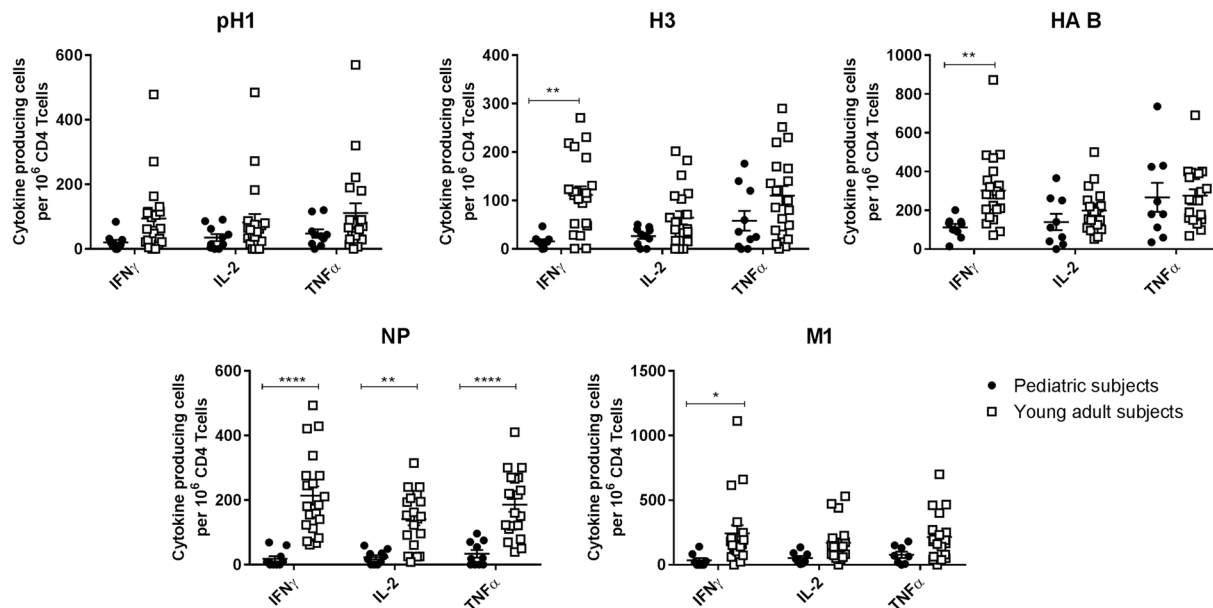 pH1
Cytokine producing cells
per 10⁶ CD4 Tcells
600
400
200
0
IFNγ
IL-2
TNFα
H3
Cytokine producing cells
per 10⁶ CD4 Tcells
400
300
200
100
0
**
IFNγ
IL-2
TNFα
HA B
Cytokine producing cells
per 10⁶ CD4 Tcells
1000
800
600
400
200
0
**
IFNγ
IL-2
TNFα
NP
Cytokine producing cells
per 10⁶ CD4 Tcells
600
400
200
0
****
**
****
IFNγ
IL-2
TNFα
M1
Cytokine producing cells
per 10⁶ CD4 Tcells
1500
1000
500
0
*
IFNγ
IL-2
TNFα
Pediatric subjects
Young adult subjects